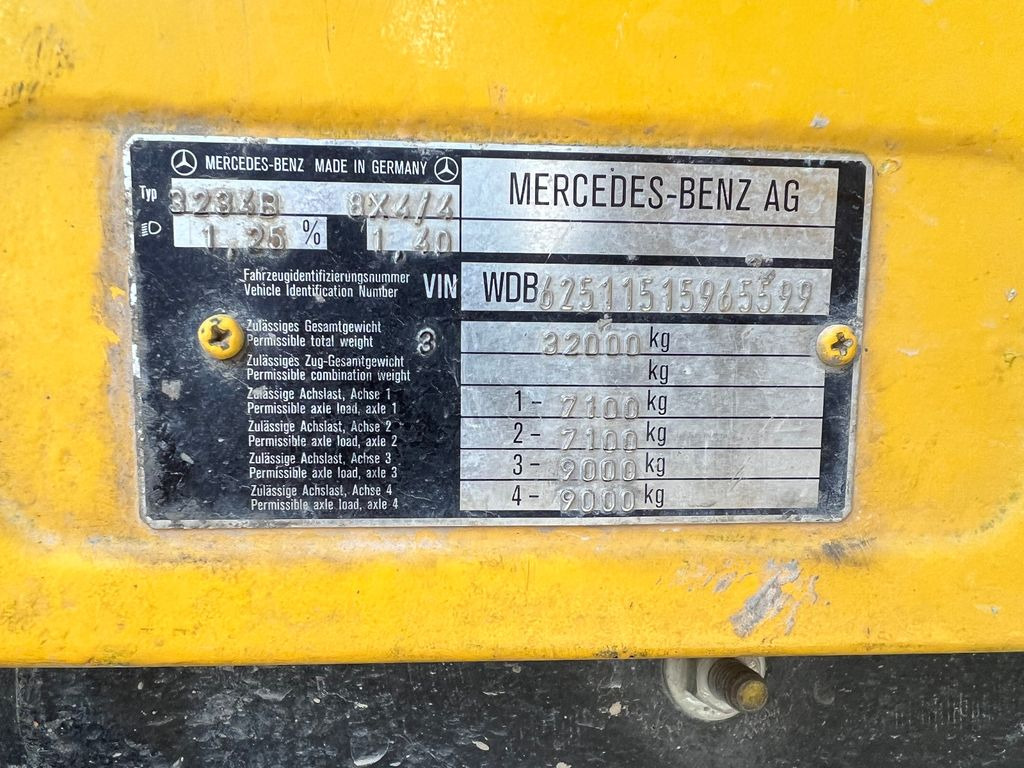 MERCEDES-BENZ MADE IN GERMANY
MERCEDES-BENZ AG
Typ 3234B 8X4/4
1,25 % 1,40
Fahrzeugidentifizierungsnummer
Vehicle Identification Number VIN WDB62511515965599
Zulässiges Gesamtgewicht
Permissible total weight 3 32000 kg
Zulässiges Zug-Gesamtgewicht
Permissible combination weight kg
Zulässige Achslast, Achse 1
Permissible axle load, axle 1 1 - 7100 kg
Zulässige Achslast, Achse 2
Permissible axle load, axle 2 2 - 7100 kg
Zulässige Achslast, Achse 3
Permissible axle load, axle 3 3 - 9000 kg
Zulässige Achslast, Achse 4
Permissible axle load, axle 4 4 - 9000 kg